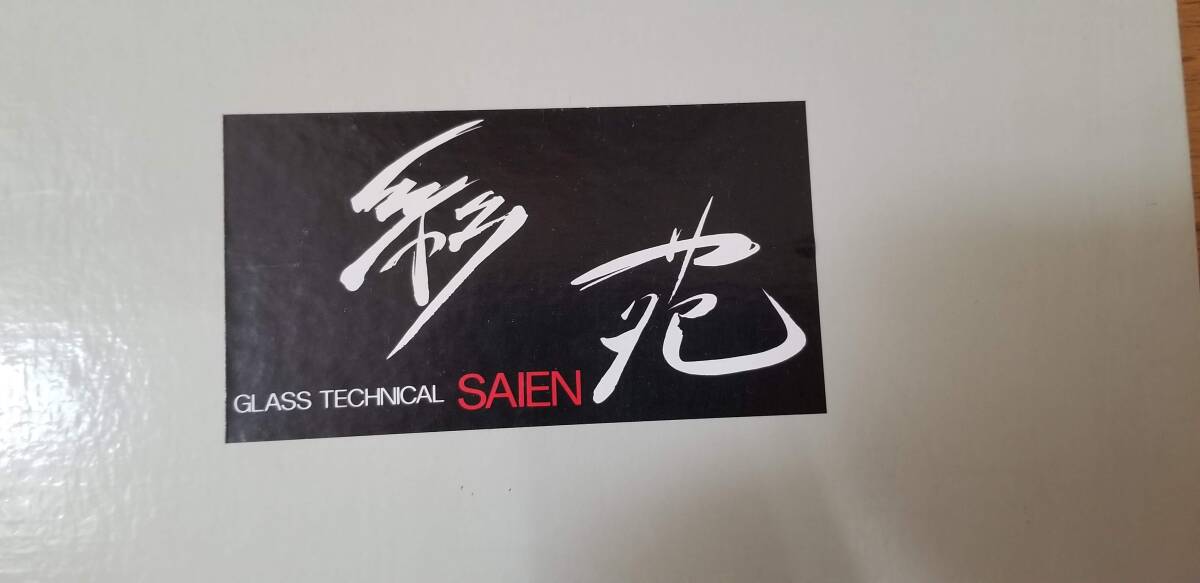 彩苑
GLASS TECHNICAL SAIEN